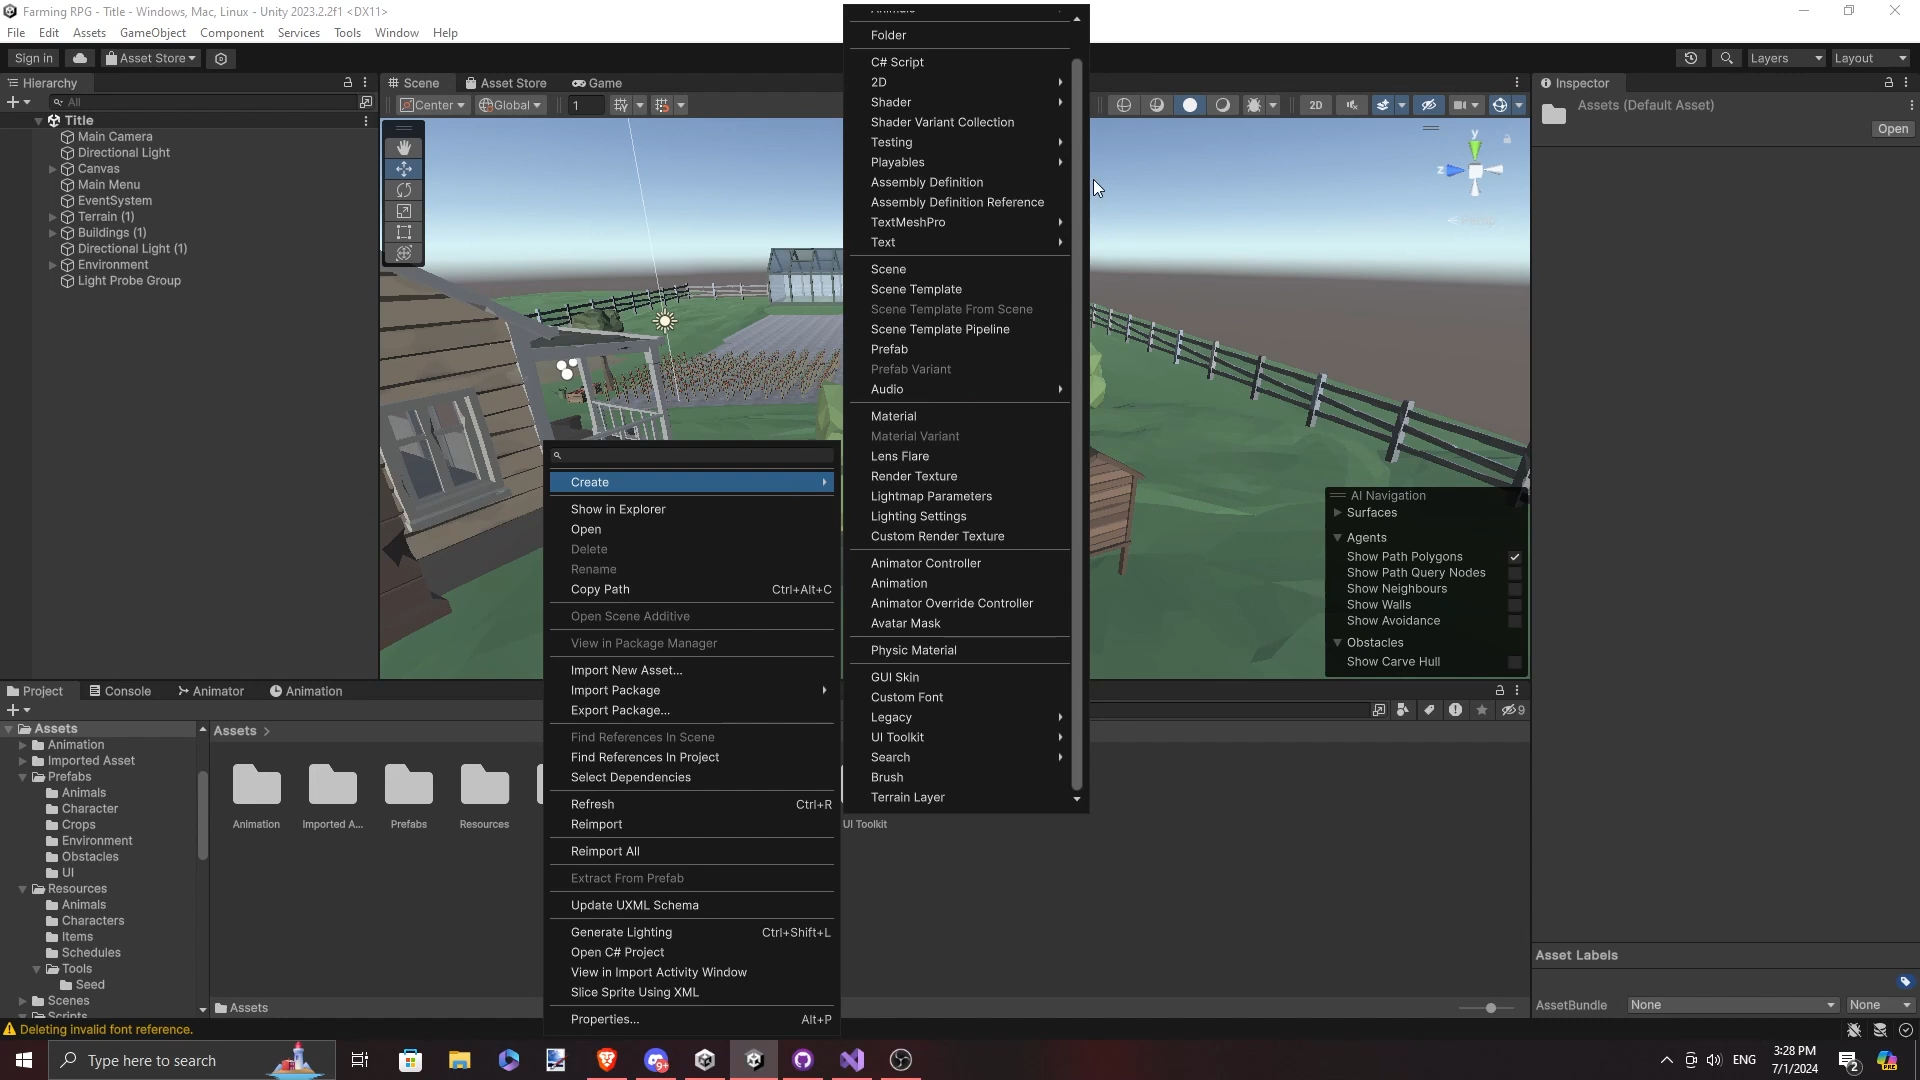 Farming RPG - Title - Windows, Mac, Linux - Unity 2023.2.2f1 <DX11>
File Edit Assets GameObject Component Services Tools Window Help
Sign in
Asset Store
Layers
Layout
Hierarchy
All
Title
Main Camera
Directional Light
Canvas
Main Menu
EventSystem
Terrain (1)
Buildings (1)
Directional Light (1)
Environment
Light Probe Group
Scene
Asset Store
Game
Center
Global
1
2D
y
z
Persp
Create
Show in Explorer
Open
Delete
Rename
Copy Path Ctrl+Alt+C
Open Scene Additive
View in Package Manager
Import New Asset...
Import Package
Export Package...
Find References In Scene
Find References In Project
Select Dependencies
Refresh Ctrl+R
Reimport
Reimport All
Extract From Prefab
Update UXML Schema
Generate Lighting Ctrl+Shift+L
Open C# Project
View in Import Activity Window
Slice Sprite Using XML
Properties... Alt+P
Folder
C# Script
2D
Shader
Shader Variant Collection
Testing
Playables
Assembly Definition
Assembly Definition Reference
TextMeshPro
Text
Scene
Scene Template
Scene Template From Scene
Scene Template Pipeline
Prefab
Prefab Variant
Audio
Material
Material Variant
Lens Flare
Render Texture
Lightmap Parameters
Lighting Settings
Custom Render Texture
Animator Controller
Animation
Animator Override Controller
Avatar Mask
Physic Material
GUI Skin
Custom Font
Legacy
UI Toolkit
Search
Brush
Terrain Layer
AI Navigation
Surfaces
Agents
Show Path Polygons
Show Path Query Nodes
Show Neighbours
Show Walls
Show Avoidance
Obstacles
Show Carve Hull
Inspector
Assets (Default Asset)
Open
Asset Labels
AssetBundle None None
Project
Console
Animator
Animation
9
Assets
Animation
Imported Asset
Prefabs
Animals
Character
Crops
Environment
Obstacles
UI
Resources
Animals
Characters
Items
Schedules
Tools
Seed
Scenes
Scripts
Assets >
Animation
Imported A...
Prefabs
Resources
UI Toolkit
Assets
Deleting invalid font reference.
Type here to search
9+
ENG
3:28 PM
7/1/2024
2
PRE